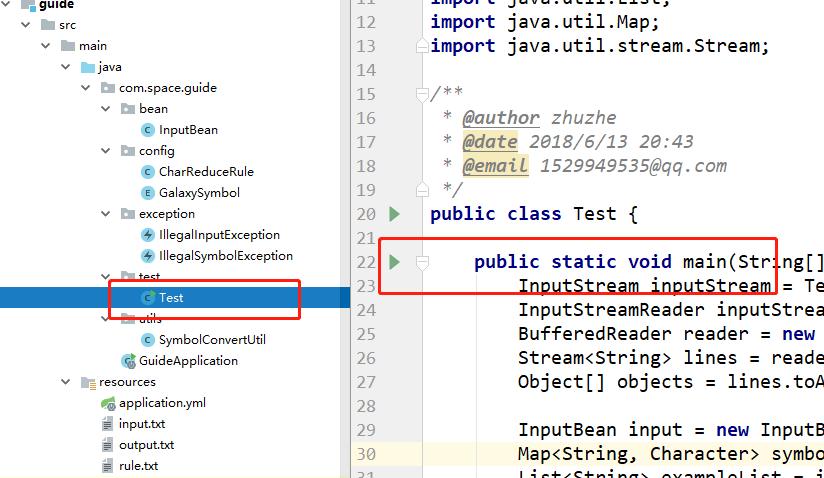 guide
src
main
java
com.space.guide
bean
InputBean
config
CharReduceRule
GalaxySymbol
exception
IllegalInputException
IllegalSymbolException
test
Test
utils
SymbolConvertUtil
GuideApplication
resources
application.yml
input.txt
output.txt
rule.txt
11 import java.util.List;
12 import java.util.Map;
13 import java.util.stream.Stream;
14
15 /**
16 * @author zhuzhe
17 * @date 2018/6/13 20:43
18 * @email 1529949535@qq.com
19 */
20 public class Test {
21
22 public static void main(String[]
23 InputStream inputStream = Te
24 InputStreamReader inputStrea
25 BufferedReader reader = new
26 Stream<String> lines = reade
27 Object[] objects = lines.toA
28
29 InputBean input = new InputB
30 Map<String, Character> symbo
31 List<String> exampleList = i